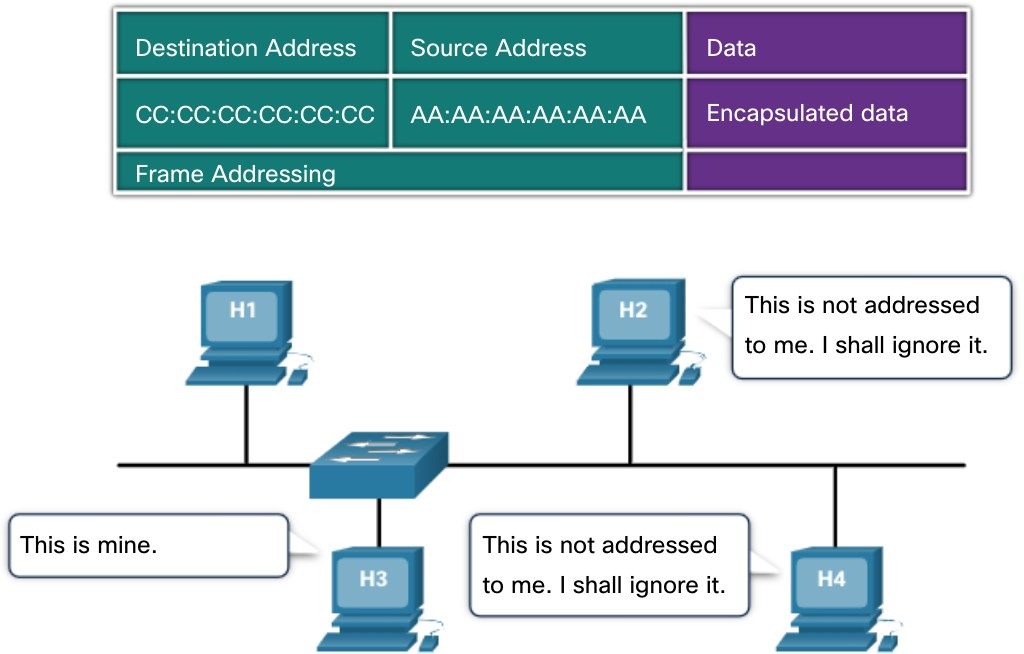 Destination Address Source Address Data
CC:CC:CC:CC:CC:CC AA:AA:AA:AA:AA:AA Encapsulated data
Frame Addressing
H1
H2
This is not addressed
to me. I shall ignore it.
This is mine.
H3
This is not addressed
to me. I shall ignore it.
H4